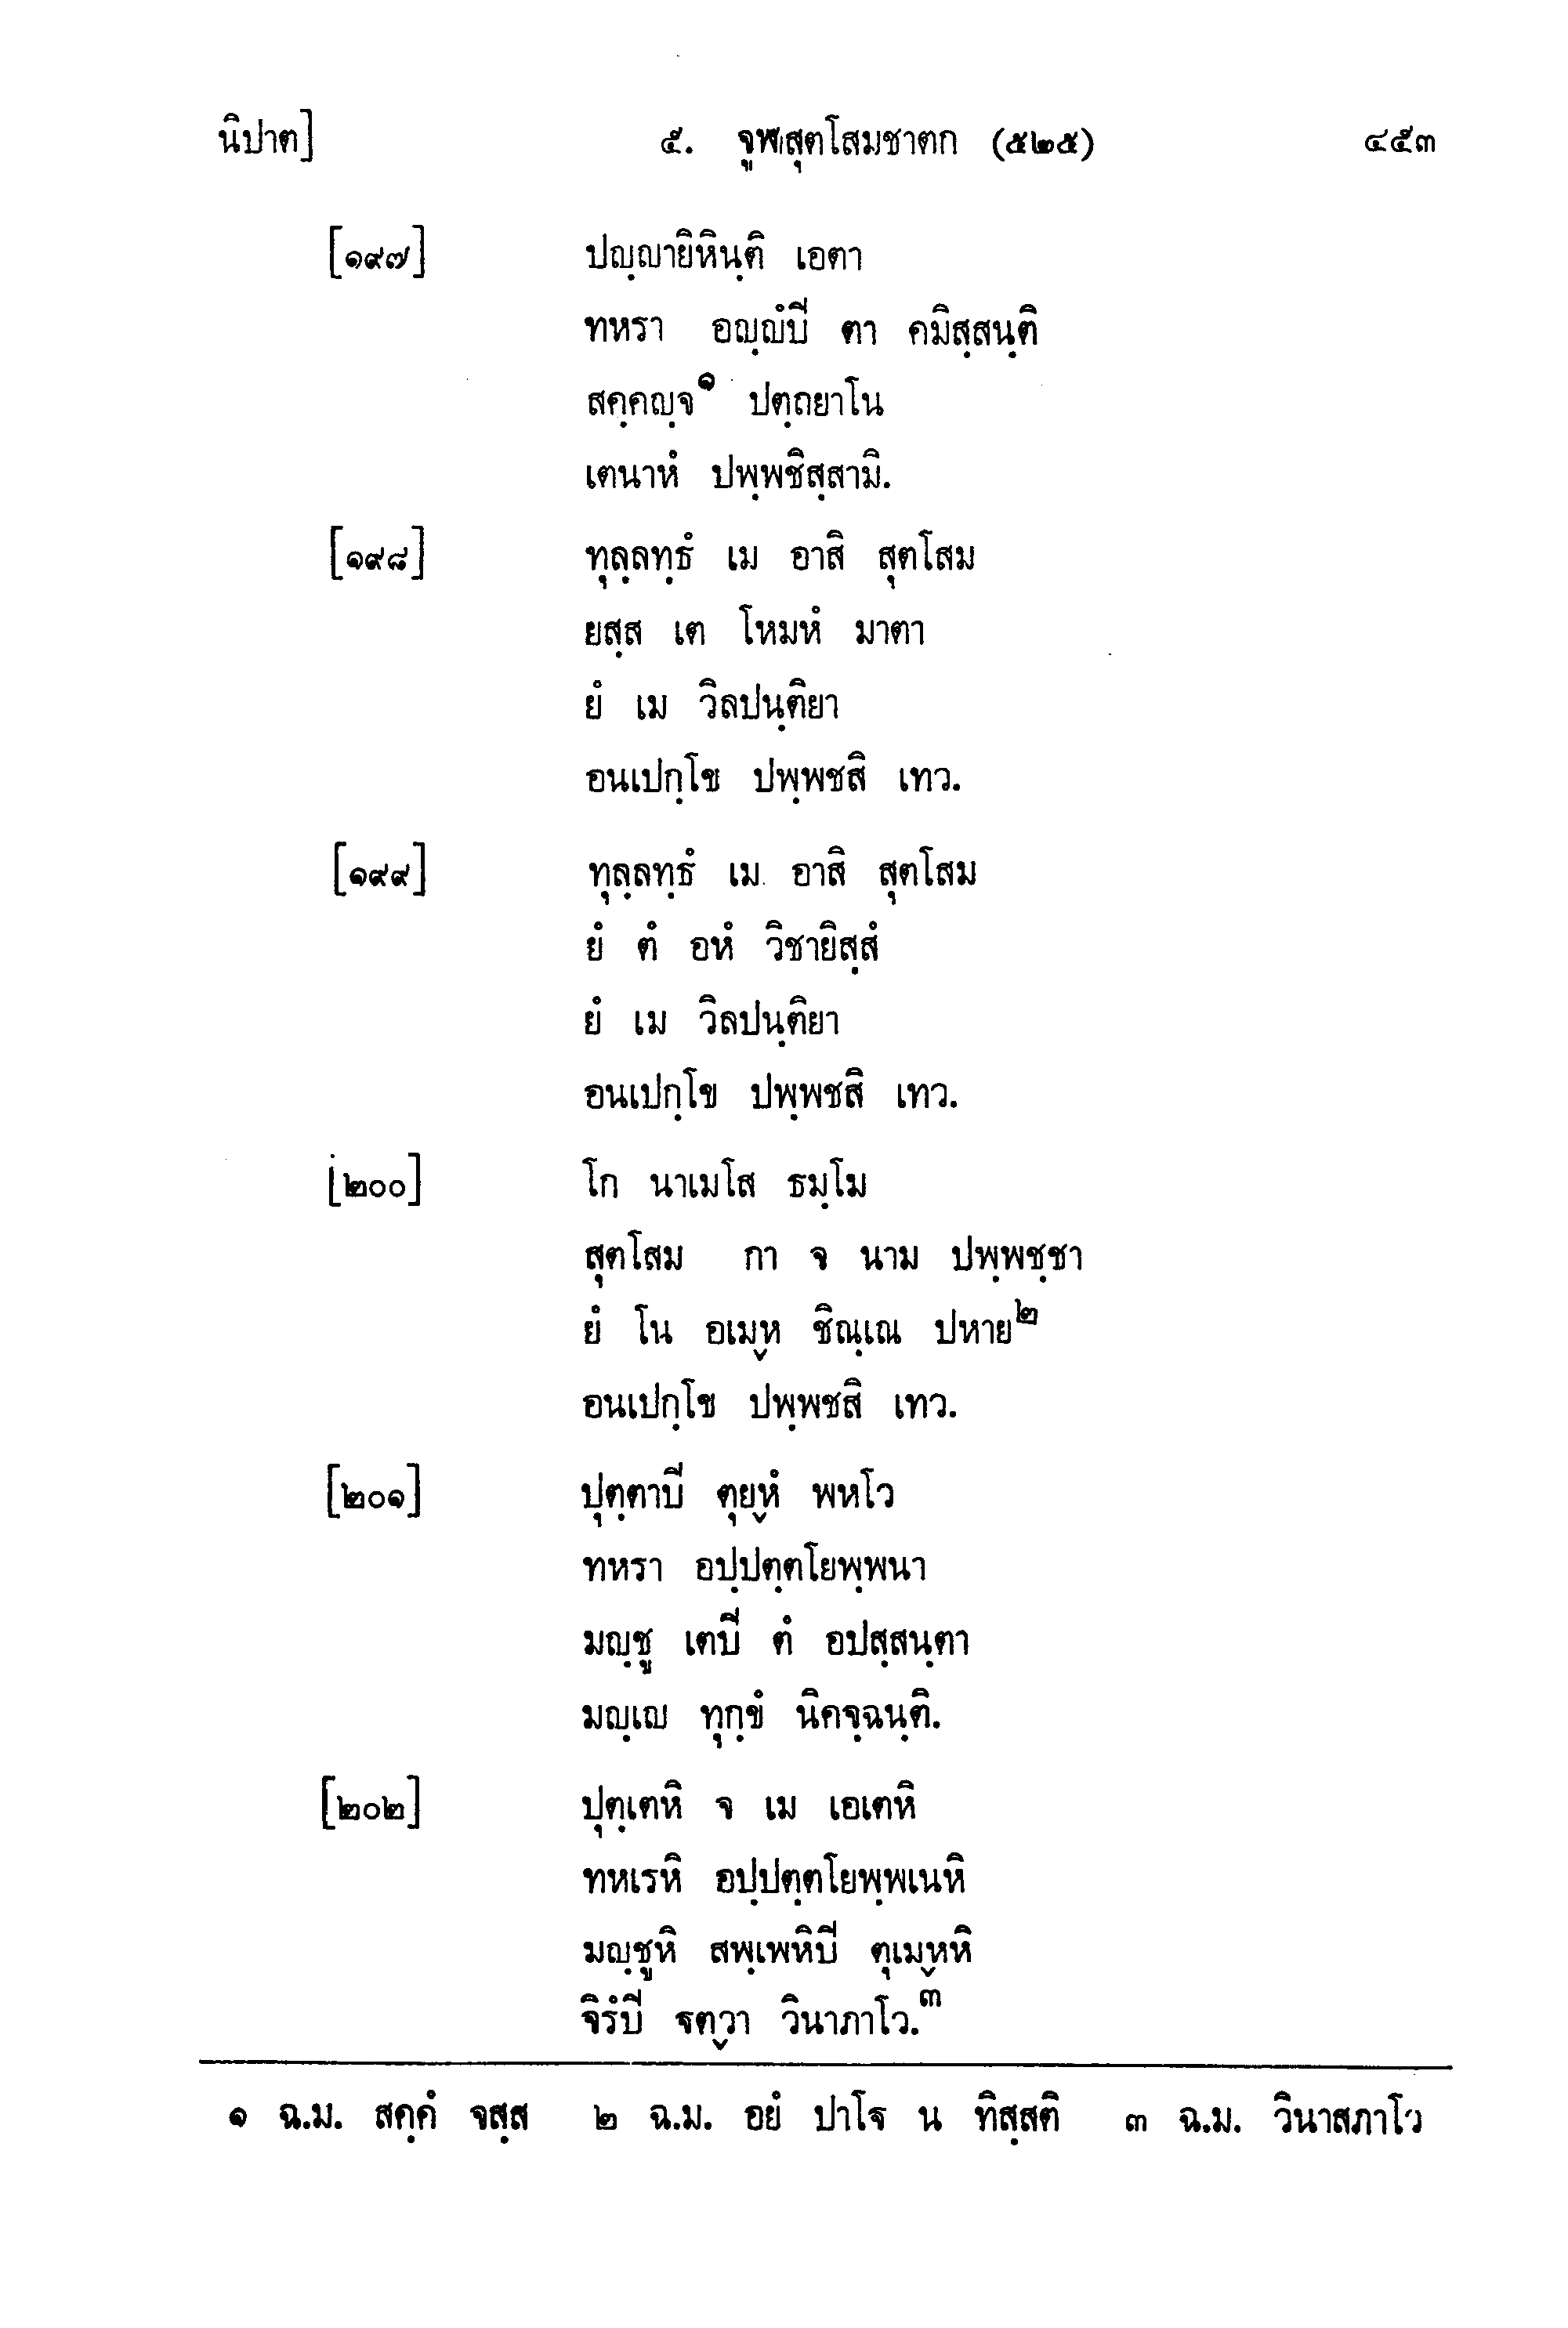 นิปาต] ๕. จูฬสุตโสมชาตก (๕๒๕) ๔๕๓
[๑๙๗] ปญฺญายิหินฺติ เอตา
ทหรา อญฺญํปิ ตา คมิสฺสนฺติ
สคฺคญฺจ๑ ปตฺถยาโน
เตนาหํ ปพฺพชิสฺสามิ.
[๑๙๘] ทุลฺลทฺธํ เม อาสิ สุตโสม
ยสฺส เต โหมหํ มาตา
ยํ เม วิลปนฺติยา
อนเปกฺโข ปพฺพชสิ เทว.
[๑๙๙] ทุลฺลทฺธํ เม อาสิ สุตโสม
ยํ ตํ อหํ วิชายิสฺสํ
ยํ เม วิลปนฺติยา
อนเปกฺโข ปพฺพชสิ เทว.
[๒๐๐] โก นาเมโส ธมฺโม
สุตโสม กา จ นาม ปพฺพชฺชา
ยํ โน อเมฺห ชิณฺเณ ปหาย๒
อนเปกฺโข ปพฺพชสิ เทว.
[๒๐๑] ปุตฺตาปิ ตุยฺหํ พหโว
ทหรา อปฺปตฺตโยพฺพนา
มญฺชู เตปิ ตํ อปสฺสนฺตา
มญฺเญ ทุกฺขํ นิคจฺฉนฺติ.
[๒๐๒] ปุตฺเตหิ จ เม เอเตหิ
ทหเรหิ อปฺปตฺตโยพฺพเนหิ
มญฺชูหิ สพฺเพหิปิ ตุเมฺหหิ
จิรํปิ ฐตฺวา วินาภาโว.๓
๑ ฉ.ม. สคฺคํ จสฺส ๒ ฉ.ม. อยํ ปาโฐ น ทิสฺสติ ๓ ฉ.ม. วินาสภาโว